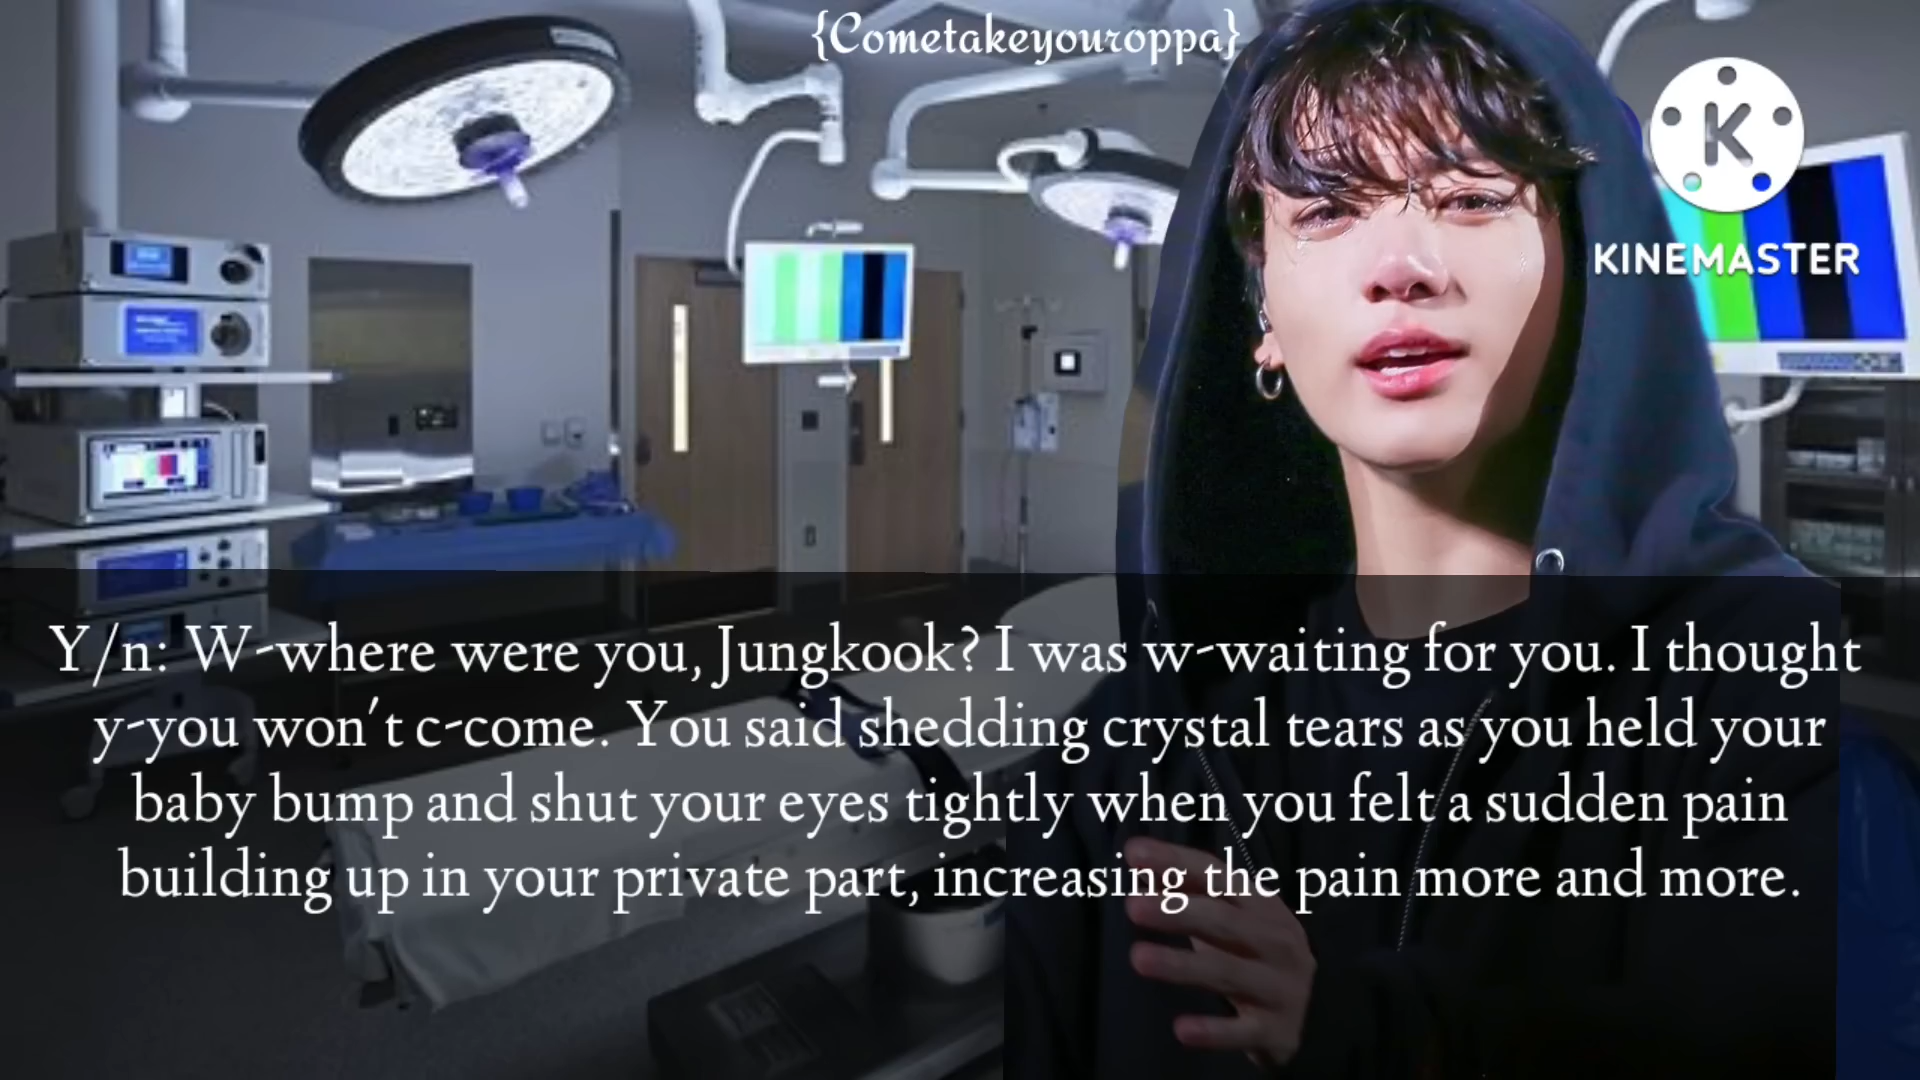 {Cometakeyouroppa}
K
KINEMASTER
Y/n: W-where were you, Jungkook? I was w-waiting for you. I thought
y-you won't c-come. You said shedding crystal tears as you held your
baby bump and shut your eyes tightly when you felt a sudden pain
building up in your private part, increasing the pain more and more.